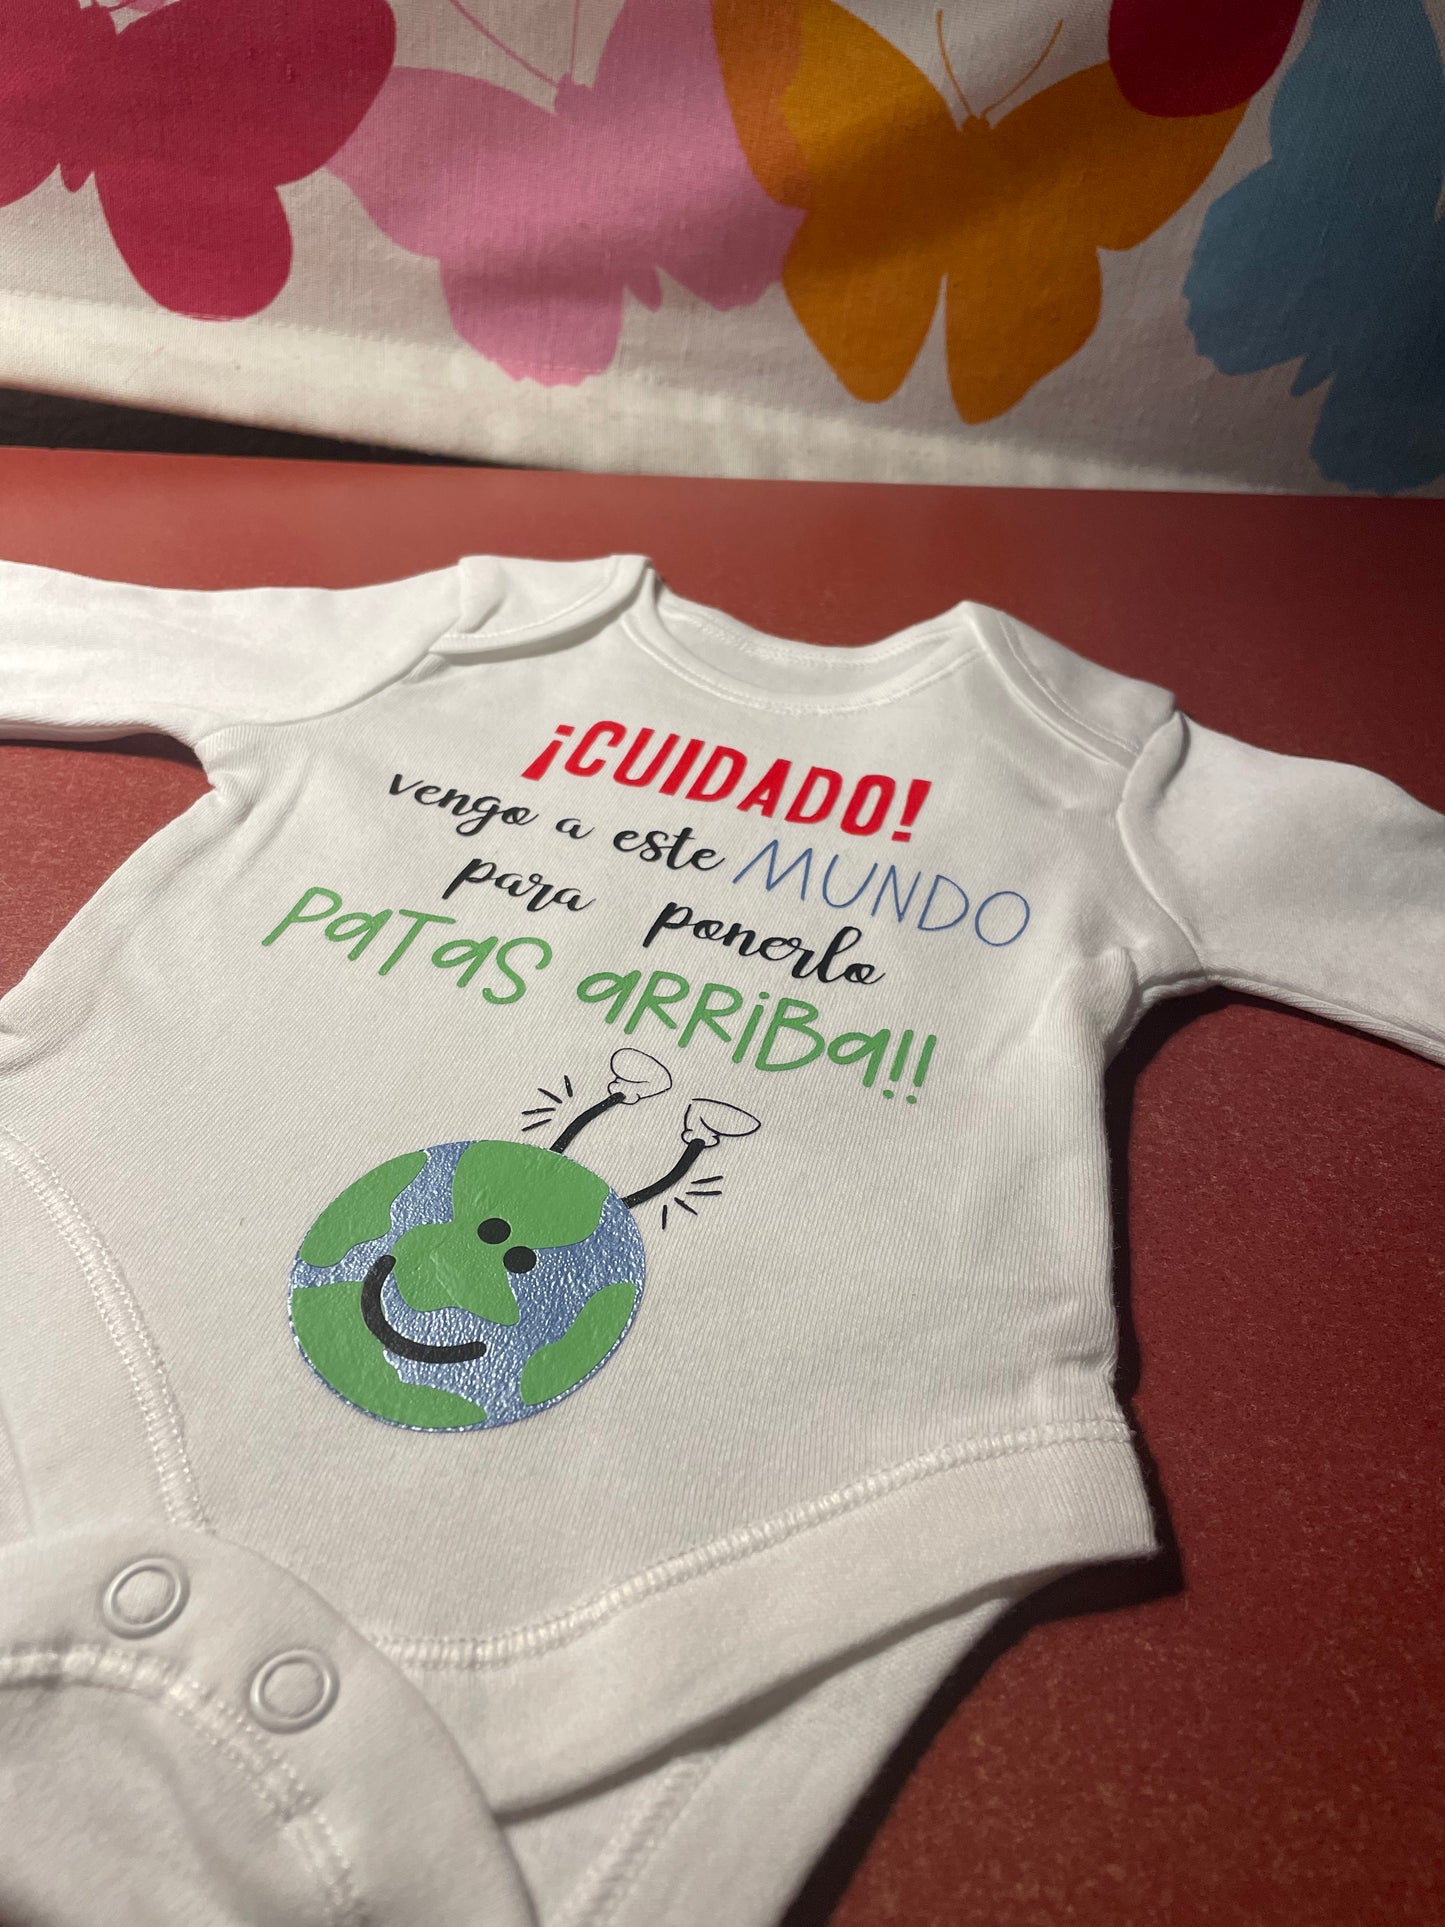 ¡CUIDADO!
vengo a este MUNDO
para ponerlo
PaTas aRRiBa!!